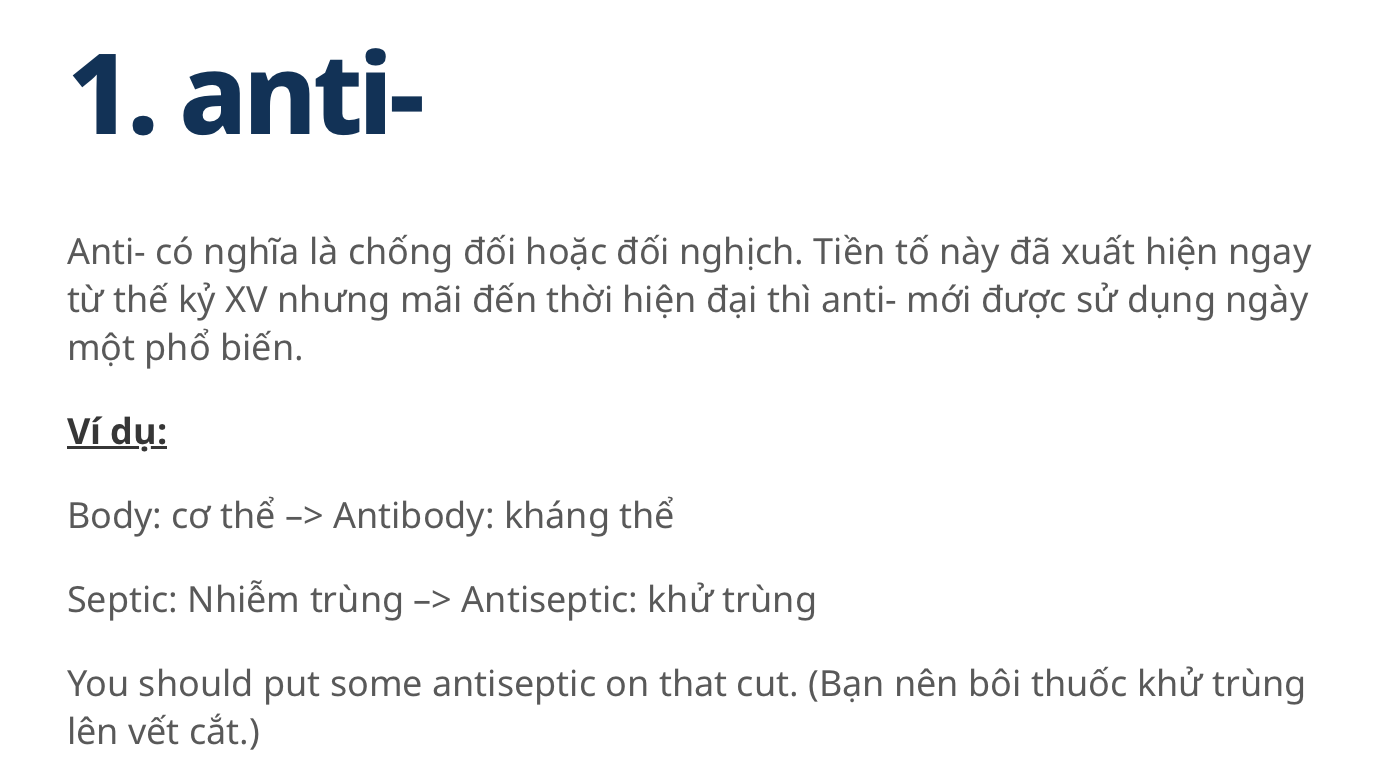 1. anti-
Anti- có nghĩa là chống đối hoặc đối nghịch. Tiền tố này đã xuất hiện ngay
từ thế kỷ XV nhưng mãi đến thời hiện đại thì anti- mới được sử dụng ngày
một phổ biến.
Ví dụ:
Body: cơ thể –> Antibody: kháng thể
Septic: Nhiễm trùng –> Antiseptic: khử trùng
You should put some antiseptic on that cut. (Bạn nên bôi thuốc khử trùng
lên vết cắt.)